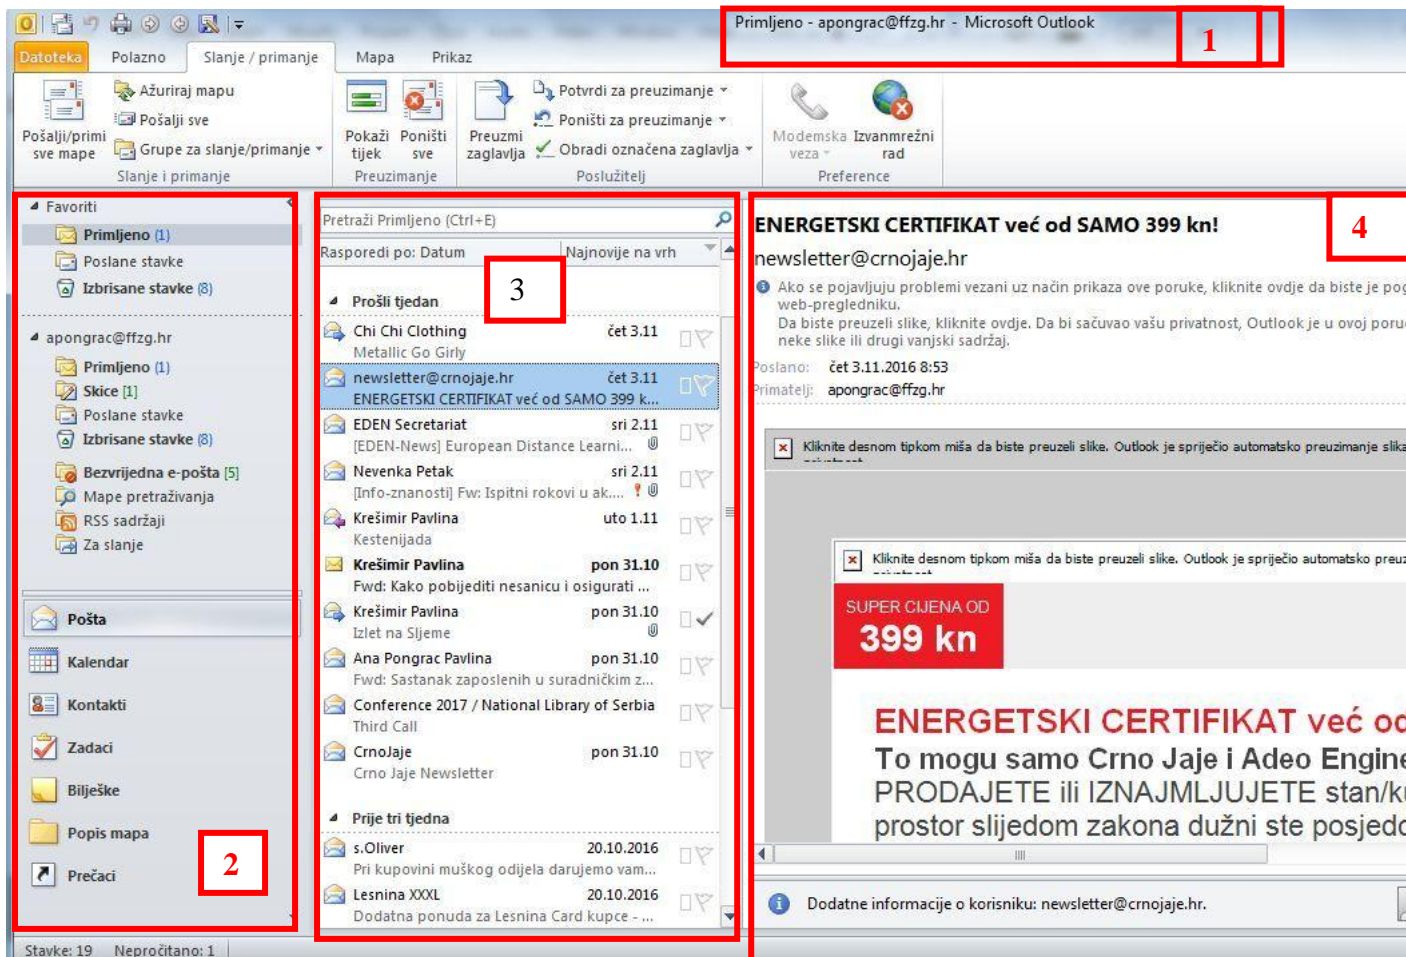 Primljeno - apongrac@ffzg.hr - Microsoft Outlook
1
Datoteka Polazno Slanje / primanje Mapa Prikaz
Pošalji/primi sve mape
Ažuriraj mapu
Pošalji sve
Grupe za slanje/primanje
Slanje i primanje
Pokaži tijek
Poništi sve
Preuzimanje
Preuzmi zaglavlja
Potvrdi za preuzimanje
Poništi za preuzimanje
Obradi označena zaglavlja
Poslužitelj
Modemska veza
Izvanmrežni rad
Preference
Favoriti
Primljeno (1)
Poslane stavke
Izbrisane stavke (8)
apongrac@ffzg.hr
Primljeno (1)
Skice [1]
Poslane stavke
Izbrisane stavke (8)
Bezvrijedna e-pošta [5]
Mape pretraživanja
RSS sadržaji
Za slanje
Pošta
Kalendar
Kontakti
Zadaci
Bilješke
Popis mapa
Prečaci
2
Pretraži Primljeno (Ctrl+E)
Rasporedi po: Datum Najnovije na vrh
3
Prošli tjedan
Chi Chi Clothing čet 3.11
Metallic Go Girly
newsletter@crnojaje.hr čet 3.11
ENERGETSKI CERTIFIKAT već od SAMO 399 k...
EDEN Secretariat sri 2.11
[EDEN-News] European Distance Learni...
Nevenka Petak sri 2.11
[Info-znanosti] Fw: Ispitni rokovi u ak....
Krešimir Pavlina uto 1.11
Kestenijada
Krešimir Pavlina pon 31.10
Fwd: Kako pobijediti nesanicu i osigurati ...
Krešimir Pavlina pon 31.10
Izlet na Sljeme
Ana Pongrac Pavlina pon 31.10
Fwd: Sastanak zaposlenih u suradničkim z...
Conference 2017 / National Library of Serbia
Third Call
CrnoJaje pon 31.10
Crno Jaje Newsletter
Prije tri tjedna
s.Oliver 20.10.2016
Pri kupovini muškog odijela darujemo vam...
Lesnina XXXL 20.10.2016
Dodatna ponuda za Lesnina Card kupce - ...
4
ENERGETSKI CERTIFIKAT već od SAMO 399 kn!
newsletter@crnojaje.hr
Ako se pojavljuju problemi vezani uz način prikaza ove poruke, kliknite ovdje da biste je pog
web-pregledniku.
Da biste preuzeli slike, kliknite ovdje. Da bi sačuvao vašu privatnost, Outlook je u ovoj poru
neke slike ili drugi vanjski sadržaj.
Poslano: čet 3.11.2016 8:53
Primatelj: apongrac@ffzg.hr
Kliknite desnom tipkom miša da biste preuzeli slike. Outlook je spriječio automatsko preuzimanje slika
Kliknite desnom tipkom miša da biste preuzeli slike. Outlook je spriječio automatsko preuz
SUPER CIJENA OD
399 kn
ENERGETSKI CERTIFIKAT već od
To mogu samo Crno Jaje i Adeo Engine
PRODAJETE ili IZNAJMLJUJETE stan/ku
prostor slijedom zakona dužni ste posjedo
Dodatne informacije o korisniku: newsletter@crnojaje.hr.
Stavke: 19 Nepročitano: 1